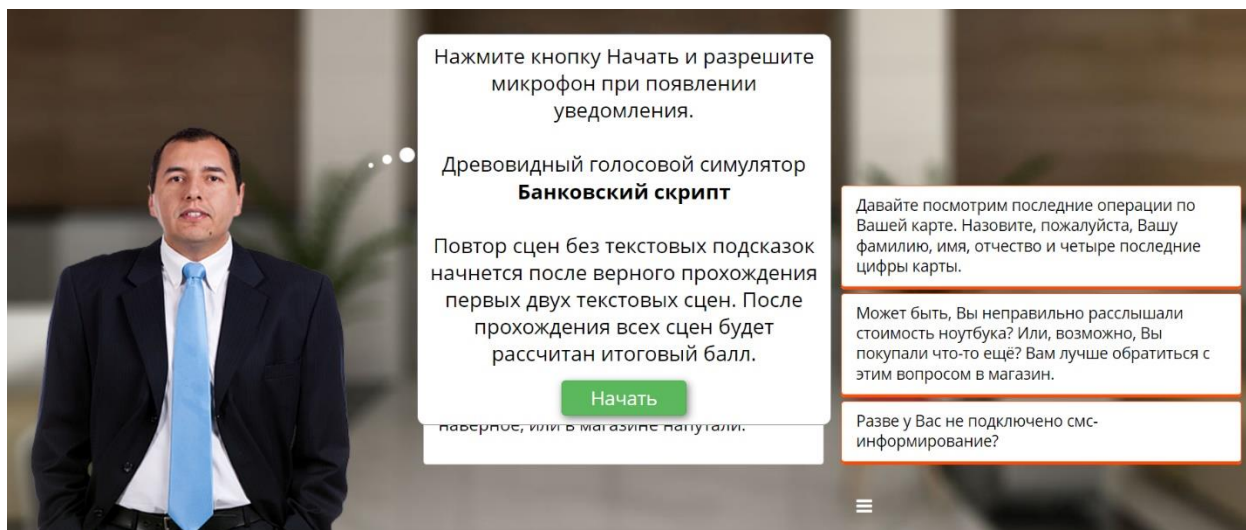 Нажмите кнопку Начать и разрешите
микрофон при появлении
уведомления.
Древовидный голосовой симулятор
Банковский скрипт
Повтор сцен без текстовых подсказок
начнется после верного прохождения
первых двух текстовых сцен. После
прохождения всех сцен будет
рассчитан итоговый балл.
Начать
наверное, или в магазине напутали.
Давайте посмотрим последние операции по
Вашей карте. Назовите, пожалуйста, Вашу
фамилию, имя, отчество и четыре последние
цифры карты.
Может быть, Вы неправильно расслышали
стоимость ноутбука? Или, возможно, Вы
покупали что-то ещё? Вам лучше обратиться с
этим вопросом в магазин.
Разве у Вас не подключено смс-
информирование?